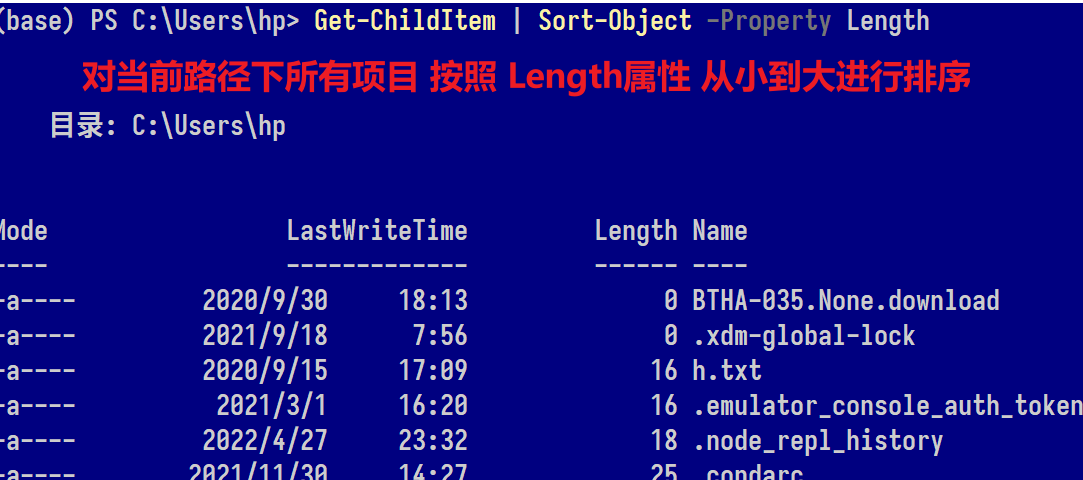 (base) PS C:\Users\hp> Get-ChildItem | Sort-Object -Property Length
对当前路径下所有项目 按照 Length属性 从小到大进行排序
目录: C:\Users\hp
Mode LastWriteTime Length Name
---- ------------- ------ ----
-a---- 2020/9/30 18:13 0 BTHA-035.None.download
-a---- 2021/9/18 7:56 0 .xdm-global-lock
-a---- 2020/9/15 17:09 16 h.txt
-a---- 2021/3/1 16:20 16 .emulator_console_auth_token
-a---- 2022/4/27 23:32 18 .node_repl_history
-a---- 2021/11/30 14:27 25 .condarc